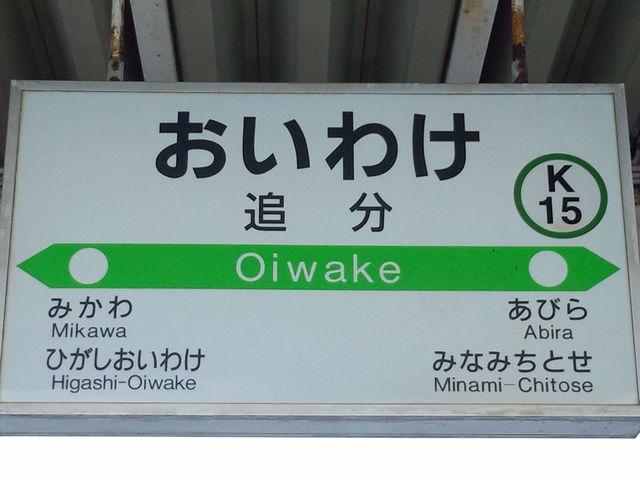 おいわけ
追分
K
15
Oiwake
みかわ
Mikawa
ひがしおいわけ
Higashi-Oiwake
あびら
Abira
みなみちとせ
Minami-Chitose